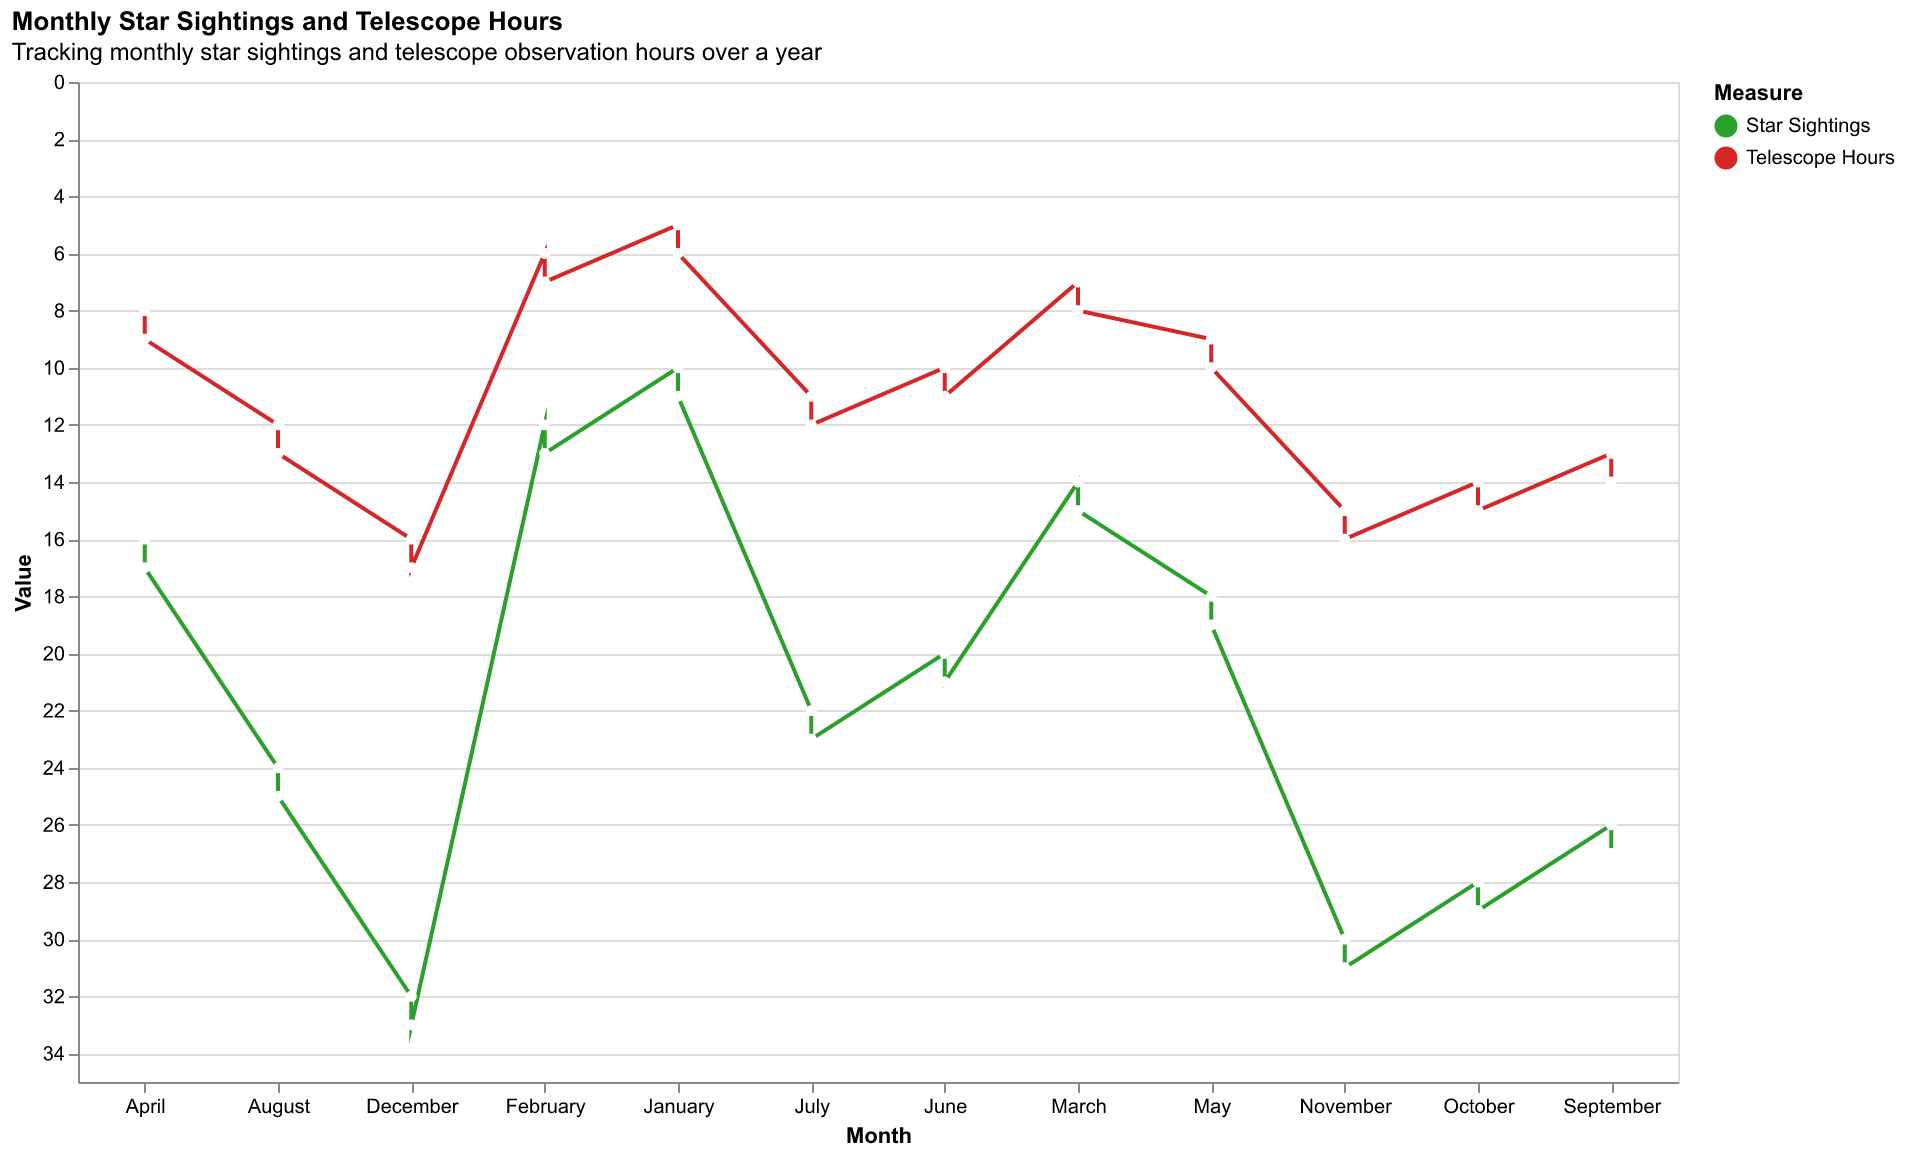 Monthly Star Sightings and Telescope Hours
Tracking monthly star sightings and telescope observation hours over a year
0
2
4
6
8
10
12
14
16
18
20
22
24
26
28
30
32
34
Value
April August December February January July June March May November October September
Month
Measure
Star Sightings
Telescope Hours